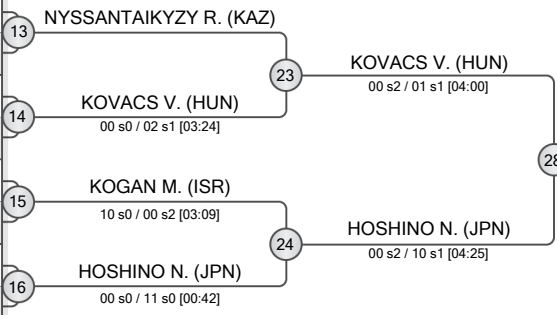 13
NYSSANTAIKYZY R. (KAZ)
23
KOVACS V. (HUN)
00 s2 / 01 s1 [04:00]
14
KOVACS V. (HUN)
00 s0 / 02 s1 [03:24]
28
15
KOGAN M. (ISR)
10 s0 / 00 s2 [03:09]
24
HOSHINO N. (JPN)
00 s2 / 10 s1 [04:25]
16
HOSHINO N. (JPN)
00 s0 / 11 s0 [00:42]